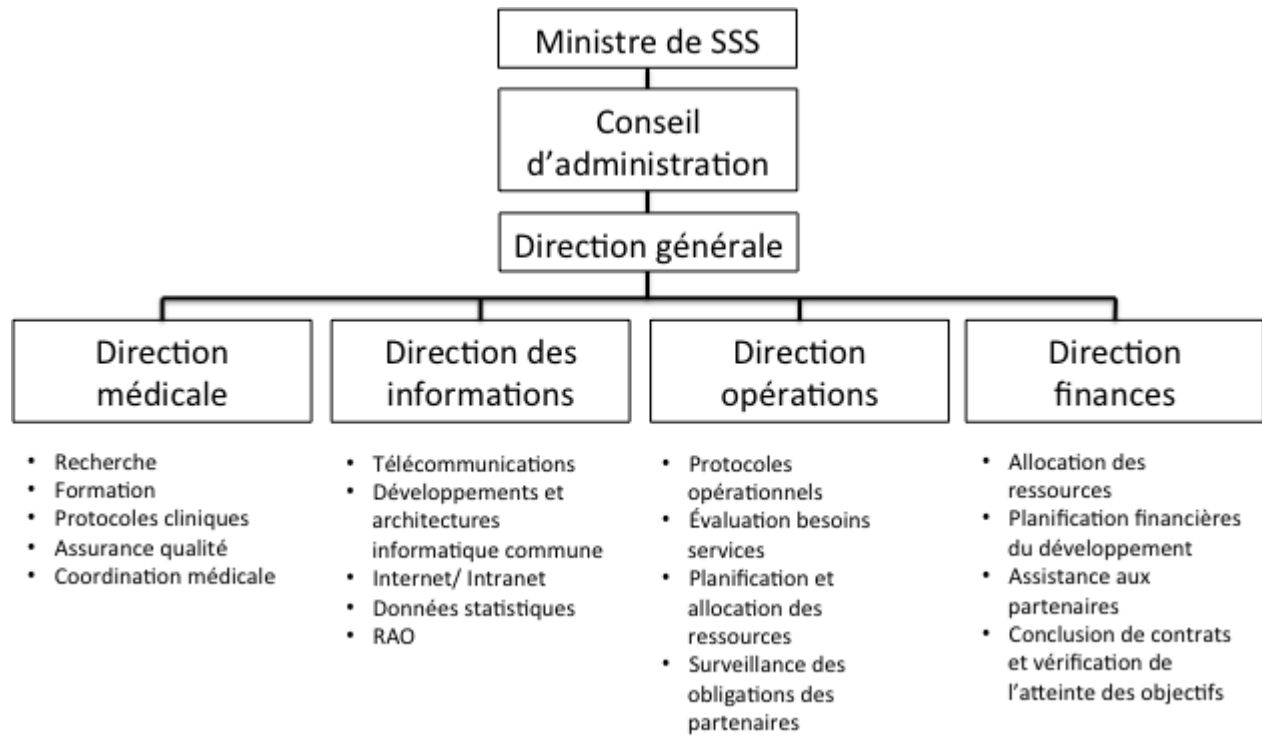 Ministre de SSS
Conseil
d'administration
Direction générale
Direction
médicale
• Recherche
• Formation
• Protocoles cliniques
• Assurance qualité
• Coordination médicale
Direction des
informations
• Télécommunications
• Développements et
architectures
informatique commune
• Internet/ Intranet
• Données statistiques
• RAO
Direction
opérations
• Protocoles
opérationnels
• Évaluation besoins
services
• Planification et
allocation des
ressources
• Surveillance des
obligations des
partenaires
Direction
finances
• Allocation des
ressources
• Planification financières
du développement
• Assistance aux
partenaires
• Conclusion de contrats
et vérification de
l'atteinte des objectifs